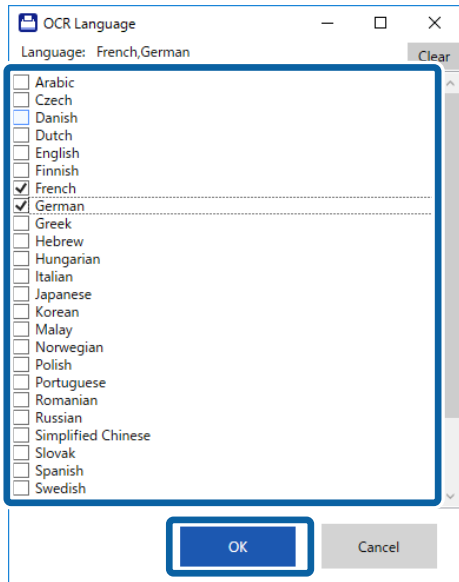 OCR Language
Language: French,German
Clear
Arabic
Czech
Danish
Dutch
English
Finnish
French
German
Greek
Hebrew
Hungarian
Italian
Japanese
Korean
Malay
Norwegian
Polish
Portuguese
Romanian
Russian
Simplified Chinese
Slovak
Spanish
Swedish
OK Cancel